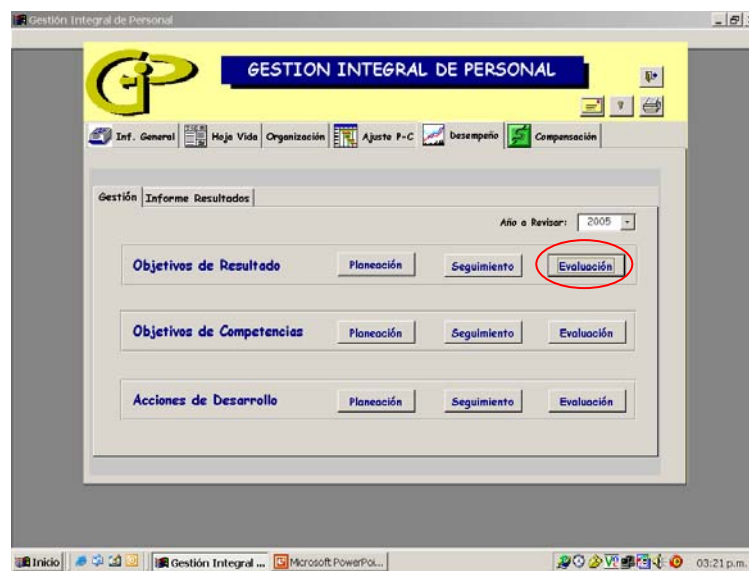 Gestión Integral de Personal
GESTION INTEGRAL DE PERSONAL
Inf. General Hoja Vida Organización Ajuste P-C Desempeño Compensación
Gestión Informe Resultados
Año a Revisar: 2005
Objetivos de Resultado Planeación Seguimiento Evaluación
Objetivos de Competencias Planeación Seguimiento Evaluación
Acciones de Desarrollo Planeación Seguimiento Evaluación
Inicio Gestión Integral ... Microsoft PowerPoi... 03:21 p.m.